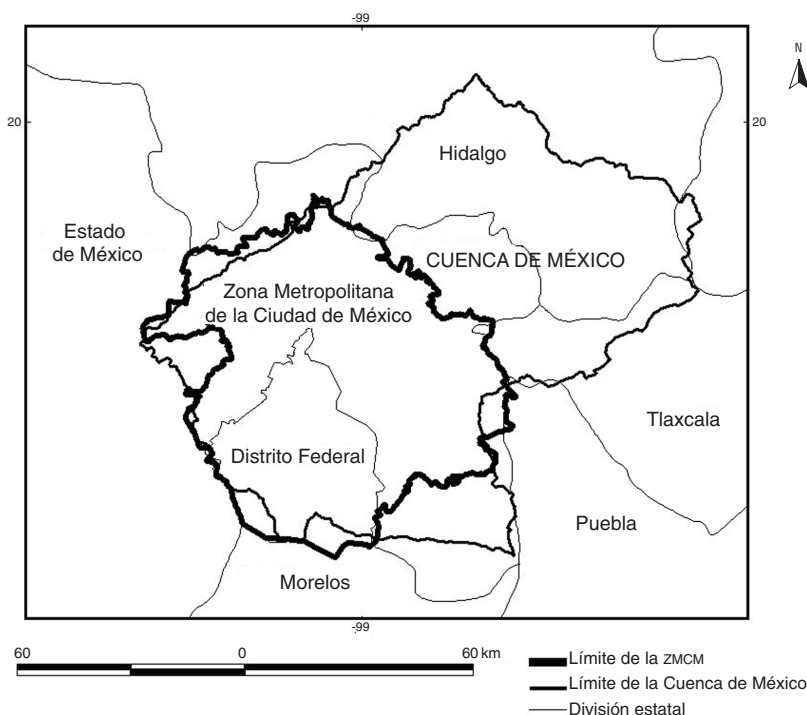 -99
N
20
20
Hidalgo
Estado
de México
CUENCA DE MÉXICO
Zona Metropolitana
de la Ciudad de México
Tlaxcala
Distrito Federal
Puebla
Morelos
-99
60 0 60 km
Límite de la ZMCM
Límite de la Cuenca de México
División estatal